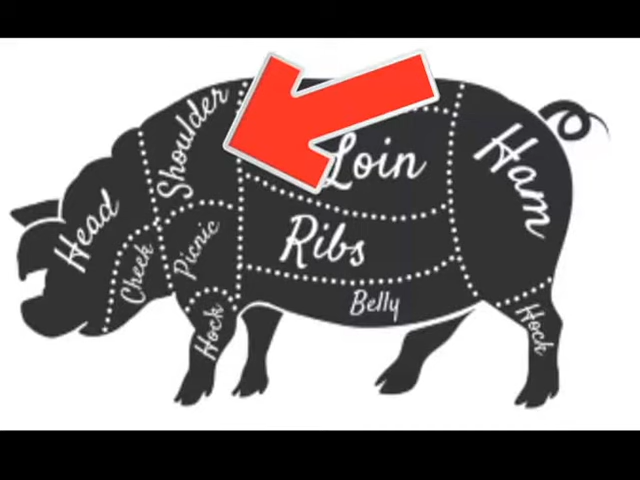 Head
Cheek
Shoulder
Picnic
Hock
Loin
Ribs
Belly
Ham
Hock